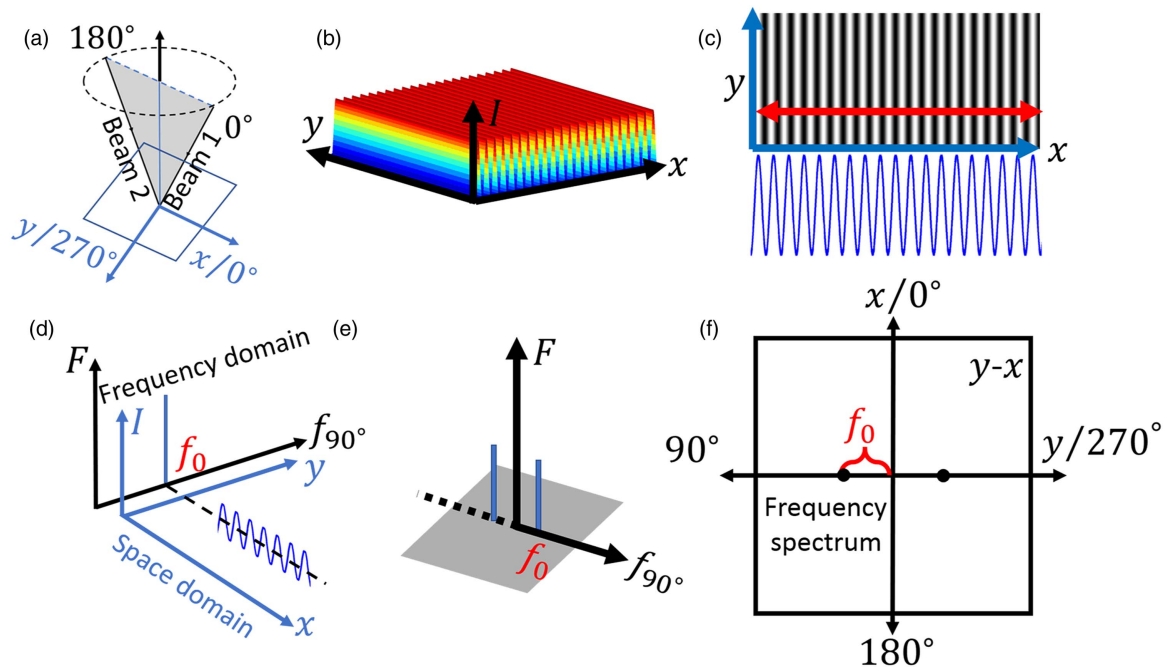 (a)
180°
0°
Beam 1
Beam 2
y/270°
x/0°
(b)
I
y
x
(c)
y
x
(d)
F
Frequency domain
I
f₀
f₉₀°
y
Space domain
x
(e)
F
f₀
f₉₀°
(f)
x/0°
y-x
f₀
90°
y/270°
Frequency
spectrum
180°